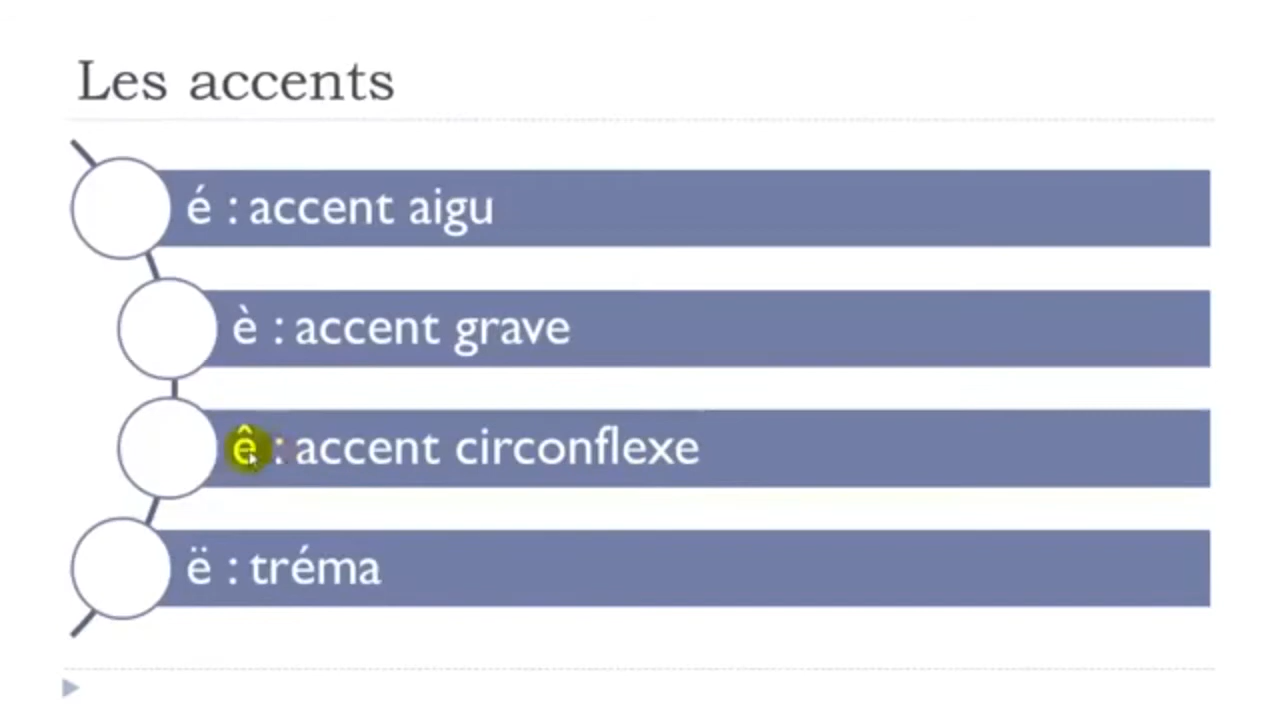 Les accents
é : accent aigu
è : accent grave
ê : accent circonflexe
ë : tréma